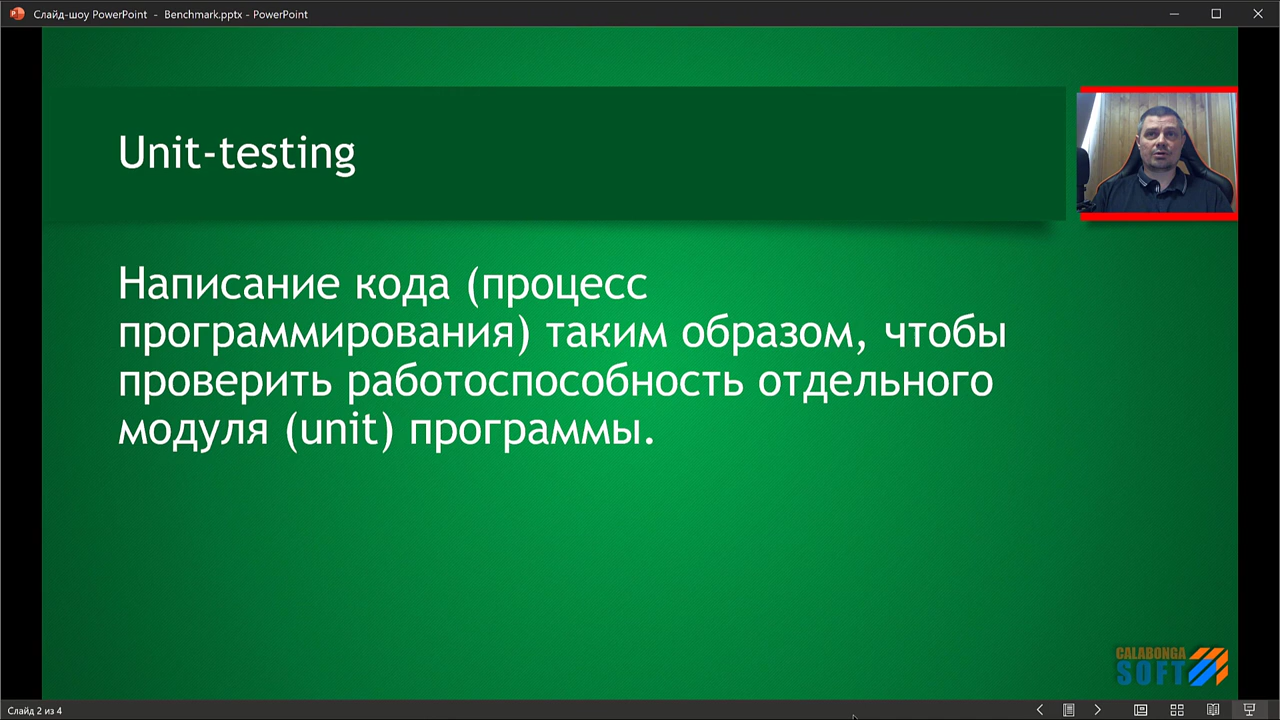 Слайд-шоу PowerPoint - Benchmark.pptx - PowerPoint
Unit-testing
Написание кода (процесс
программирования) таким образом, чтобы
проверить работоспособность отдельного
модуля (unit) программы.
CALABONGA
SOFT
Слайд 2 из 4